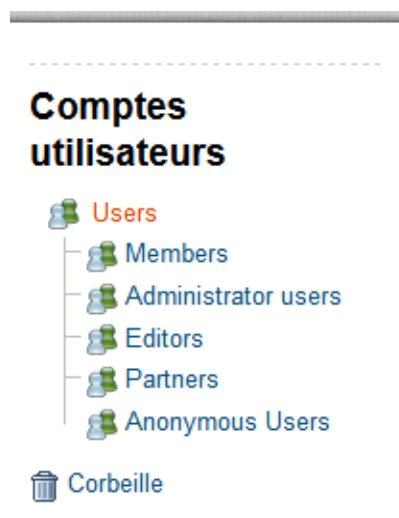 Comptes
utilisateurs
Users
Members
Administrator users
Editors
Partners
Anonymous Users
Corbeille